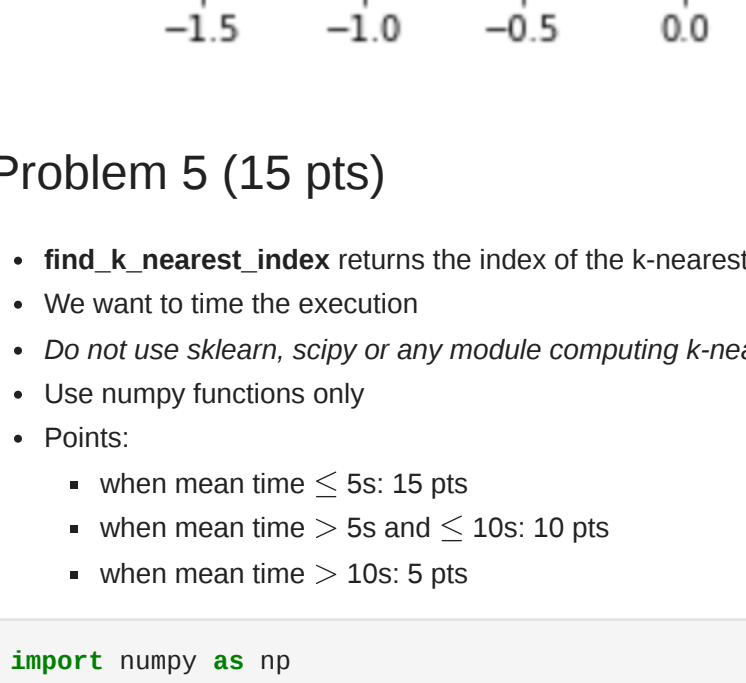 −1.5 −1.0 −0.5 0.0
Problem 5 (15 pts)
• find_k_nearest_index returns the index of the k-nearest
• We want to time the execution
• Do not use sklearn, scipy or any module computing k-nea
• Use numpy functions only
• Points:
▪ when mean time ≤ 5s: 15 pts
▪ when mean time > 5s and ≤ 10s: 10 pts
▪ when mean time > 10s: 5 pts
import numpy as np